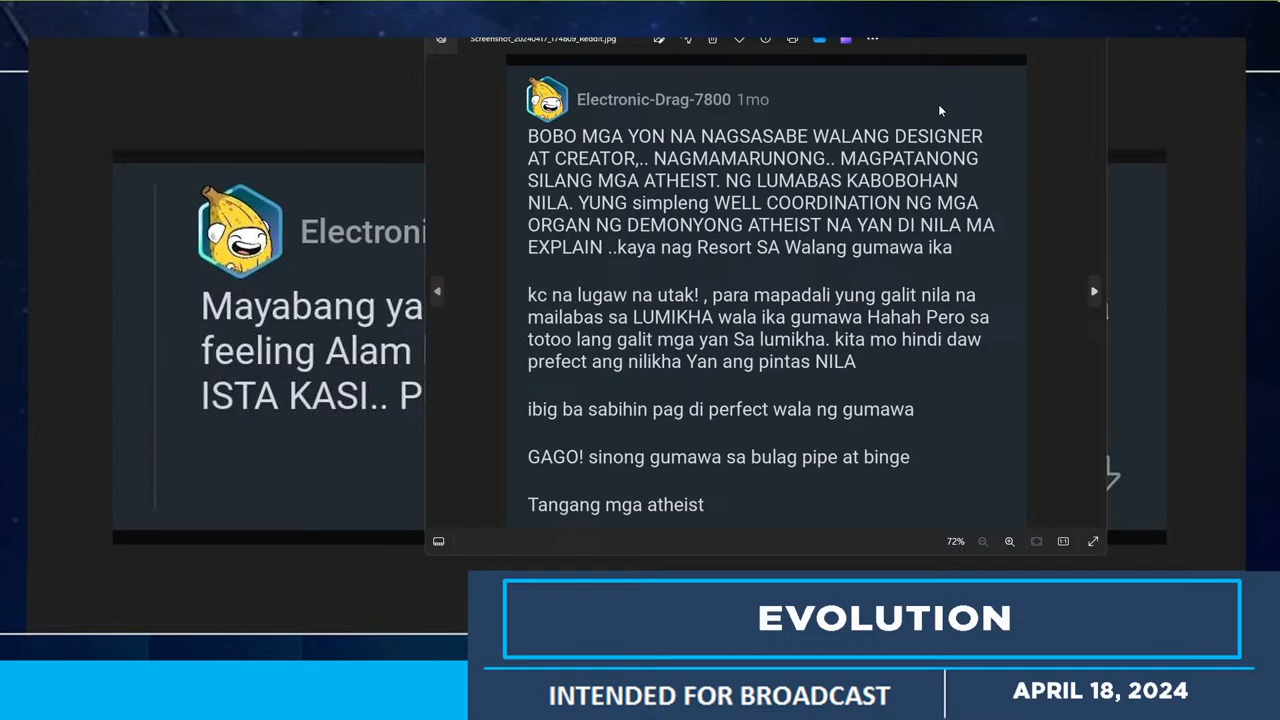 Screenshot_20240417_174809_Reddit.jpg
Electronic-Drag-7800 1mo
BOBO MGA YON NA NAGSASABE WALANG DESIGNER
AT CREATOR,.. NAGMAMARUNONG.. MAGPATANONG
SILANG MGA ATHEIST. NG LUMABAS KABOBOHAN
NILA. YUNG simpleng WELL COORDINATION NG MGA
ORGAN NG DEMONYONG ATHEIST NA YAN DI NILA MA
EXPLAIN ..kaya nag Resort SA Walang gumawa ika
kc na lugaw na utak! , para mapadali yung galit nila na
mailabas sa LUMIKHA wala ika gumawa Hahah Pero sa
totoo lang galit mga yan Sa lumikha. kita mo hindi daw
prefect ang nilikha Yan ang pintas NILA
ibig ba sabihin pag di perfect wala ng gumawa
GAGO! sinong gumawa sa bulag pipe at binge
Tangang mga atheist
72%
Electroni
Mayabang ya
feeling Alam
ISTA KASI.. P
EVOLUTION
INTENDED FOR BROADCAST
APRIL 18, 2024